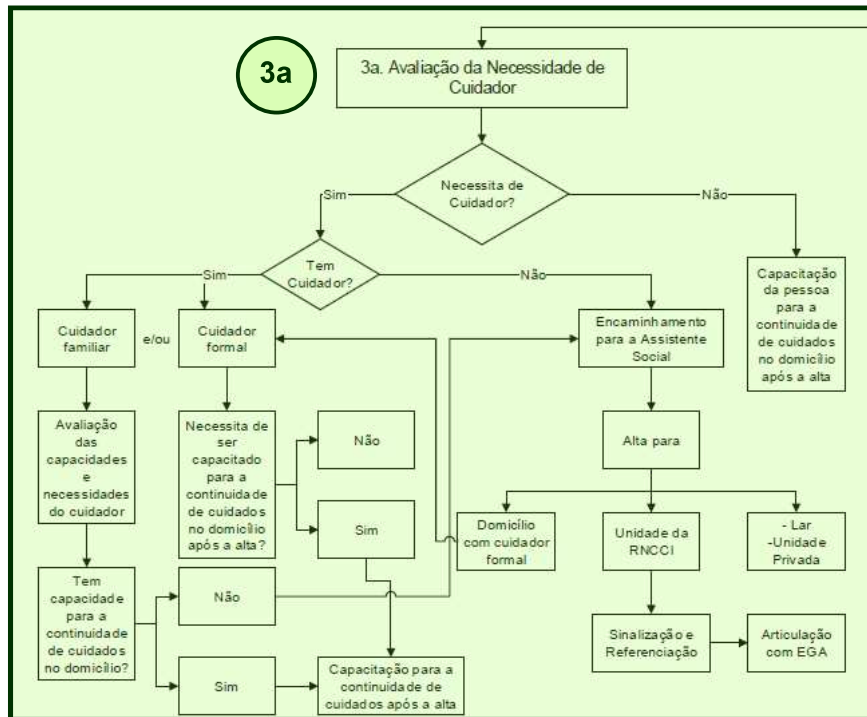 3a
3a. Avaliação da Necessidade de
Cuidador
Necessita de
Cuidador?
Sim
Não
Tem
Cuidador?
Sim
Não
Capacitação
da pessoa
para a
continuidade
de cuidados
no domicílio
após a alta
Cuidador
familiar
e/ou
Cuidador
formal
Encaminhamento
para a Assistente
Social
Avaliação
das
capacidades
e
necessidades
do cuidador
Necessita de
ser
capacitado
para a
continuidade
de cuidados
no domicílio
após a alta?
Não
Sim
Alta para
Domicílio
com cuidador
formal
Unidade da
RNCCI
- Lar
-Unidade
Privada
Tem
capacidade
para a
continuidade
de cuidados
no domicílio?
Não
Sim
Capacitação para a
continuidade de
cuidados após a alta
Sinalização e
Referenciação
Articulação
com EGA